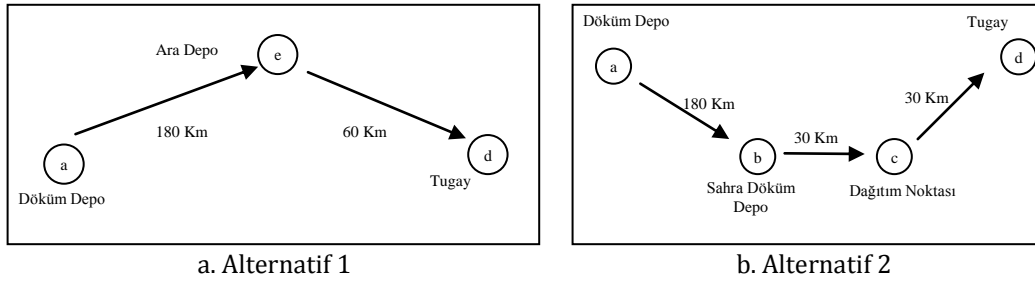 Ara Depo
e
180 Km
60 Km
a
d
Döküm Depo
Tugay
a. Alternatif 1
Döküm Depo
Tugay
a
d
180 Km
30 Km
30 Km
b
c
Sahra Döküm
Depo
Dağıtım Noktası
b. Alternatif 2